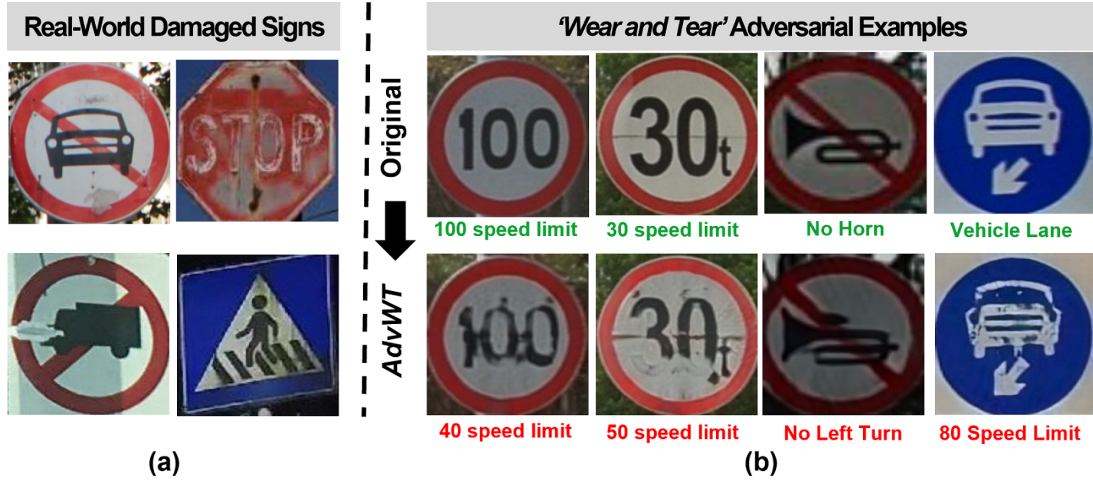 Real-World Damaged Signs
'Wear and Tear' Adversarial Examples
STOP
Original
AdvWT
100
30t
100 speed limit
30 speed limit
No Horn
Vehicle Lane
100
30t
40 speed limit
50 speed limit
No Left Turn
80 Speed Limit
(a)
(b)